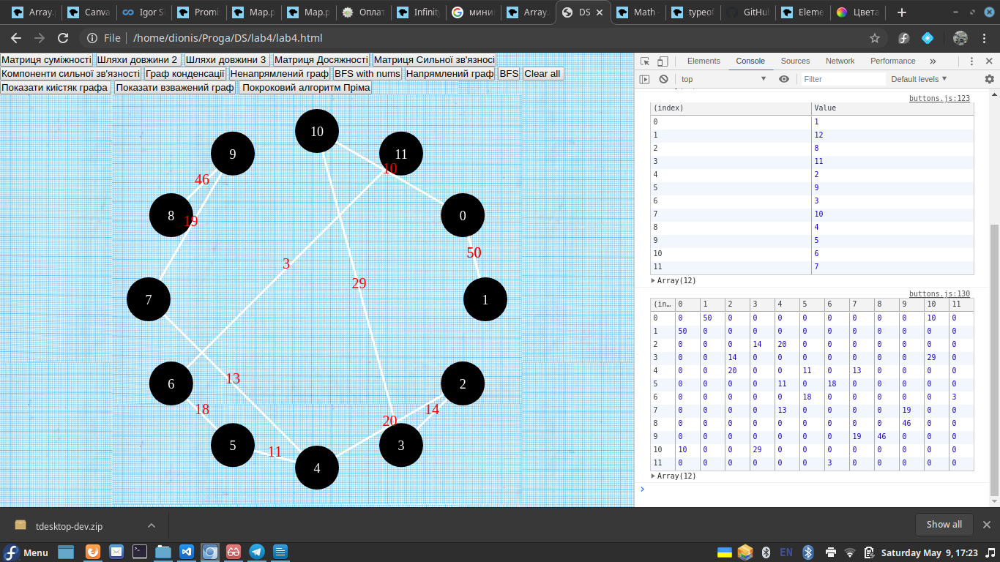 Array.p Canva Igor S Promi Map.p Map.p Оплат Infinity мини Array. DS Math - typeof GitHub Eleme Цвета
File /home/dionis/Proga/DS/lab4/lab4.html
Матриця суміжності Шляхи довжини 2 Шляхи довжини 3 Матриця Досяжності Матриця Сильної зв'язносі
Компоненти сильної зв'язності Граф конденсації Ненапрямлений граф BFS with nums Напрямлений граф BFS Clear all
Показати киістяк графа Показати взважений граф Покроковий алгоритм Пріма
10
9
11
10
46
8
19
0
50
3
29
7
1
6
13
2
18
14
20
5
11
3
4
Elements Console Sources Network Performance »
top Filter Default levels
buttons.js:123
(index) Value
0 1
1 12
2 8
3 11
4 2
5 9
6 3
7 10
8 4
9 5
10 6
11 7
Array(12)
buttons.js:130
(in… 0 1 2 3 4 5 6 7 8 9 10 11
0 0 50 0 0 0 0 0 0 0 0 10 0
1 50 0 0 0 0 0 0 0 0 0 0 0
2 0 0 0 14 20 0 0 0 0 0 0 0
3 0 0 14 0 0 0 0 0 0 0 29 0
4 0 0 20 0 0 11 0 13 0 0 0 0
5 0 0 0 0 11 0 18 0 0 0 0 0
6 0 0 0 0 0 18 0 0 0 0 0 3
7 0 0 0 0 13 0 0 0 0 19 0 0
8 0 0 0 0 0 0 0 0 0 46 0 0
9 0 0 0 0 0 0 0 19 46 0 0 0
10 10 0 0 29 0 0 0 0 0 0 0 0
11 0 0 0 0 0 0 3 0 0 0 0 0
Array(12)
tdesktop-dev.zip
Show all
Menu EN Saturday May 9, 17:23